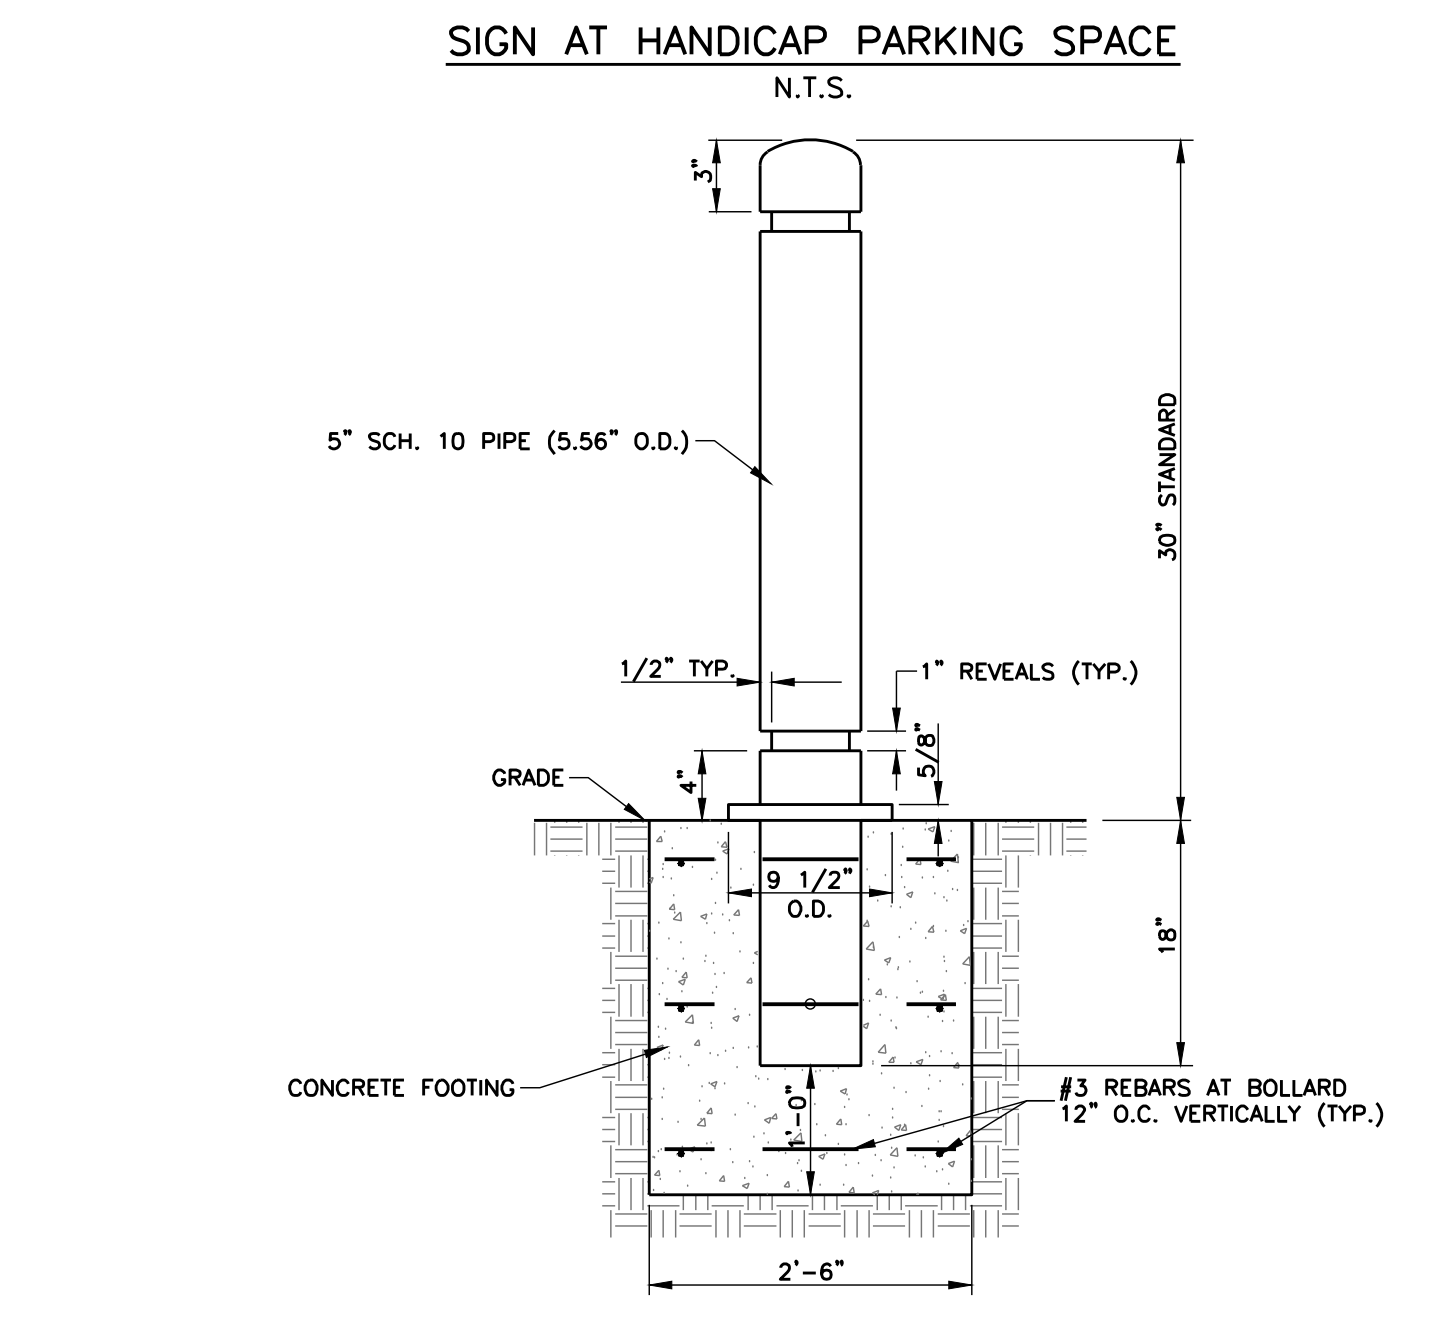 SIGN AT HANDICAP PARKING SPACE
N.T.S.
3"
5" SCH. 10 PIPE (5.56" O.D.)
30" STANDARD
1/2" TYP.
1" REVEALS (TYP.)
5/8"
4"
GRADE
9 1/2"
O.D.
18"
CONCRETE FOOTING
1'-0"
#3 REBARS AT BOLLARD
12" O.C. VERTICALLY (TYP.)
2'-6"